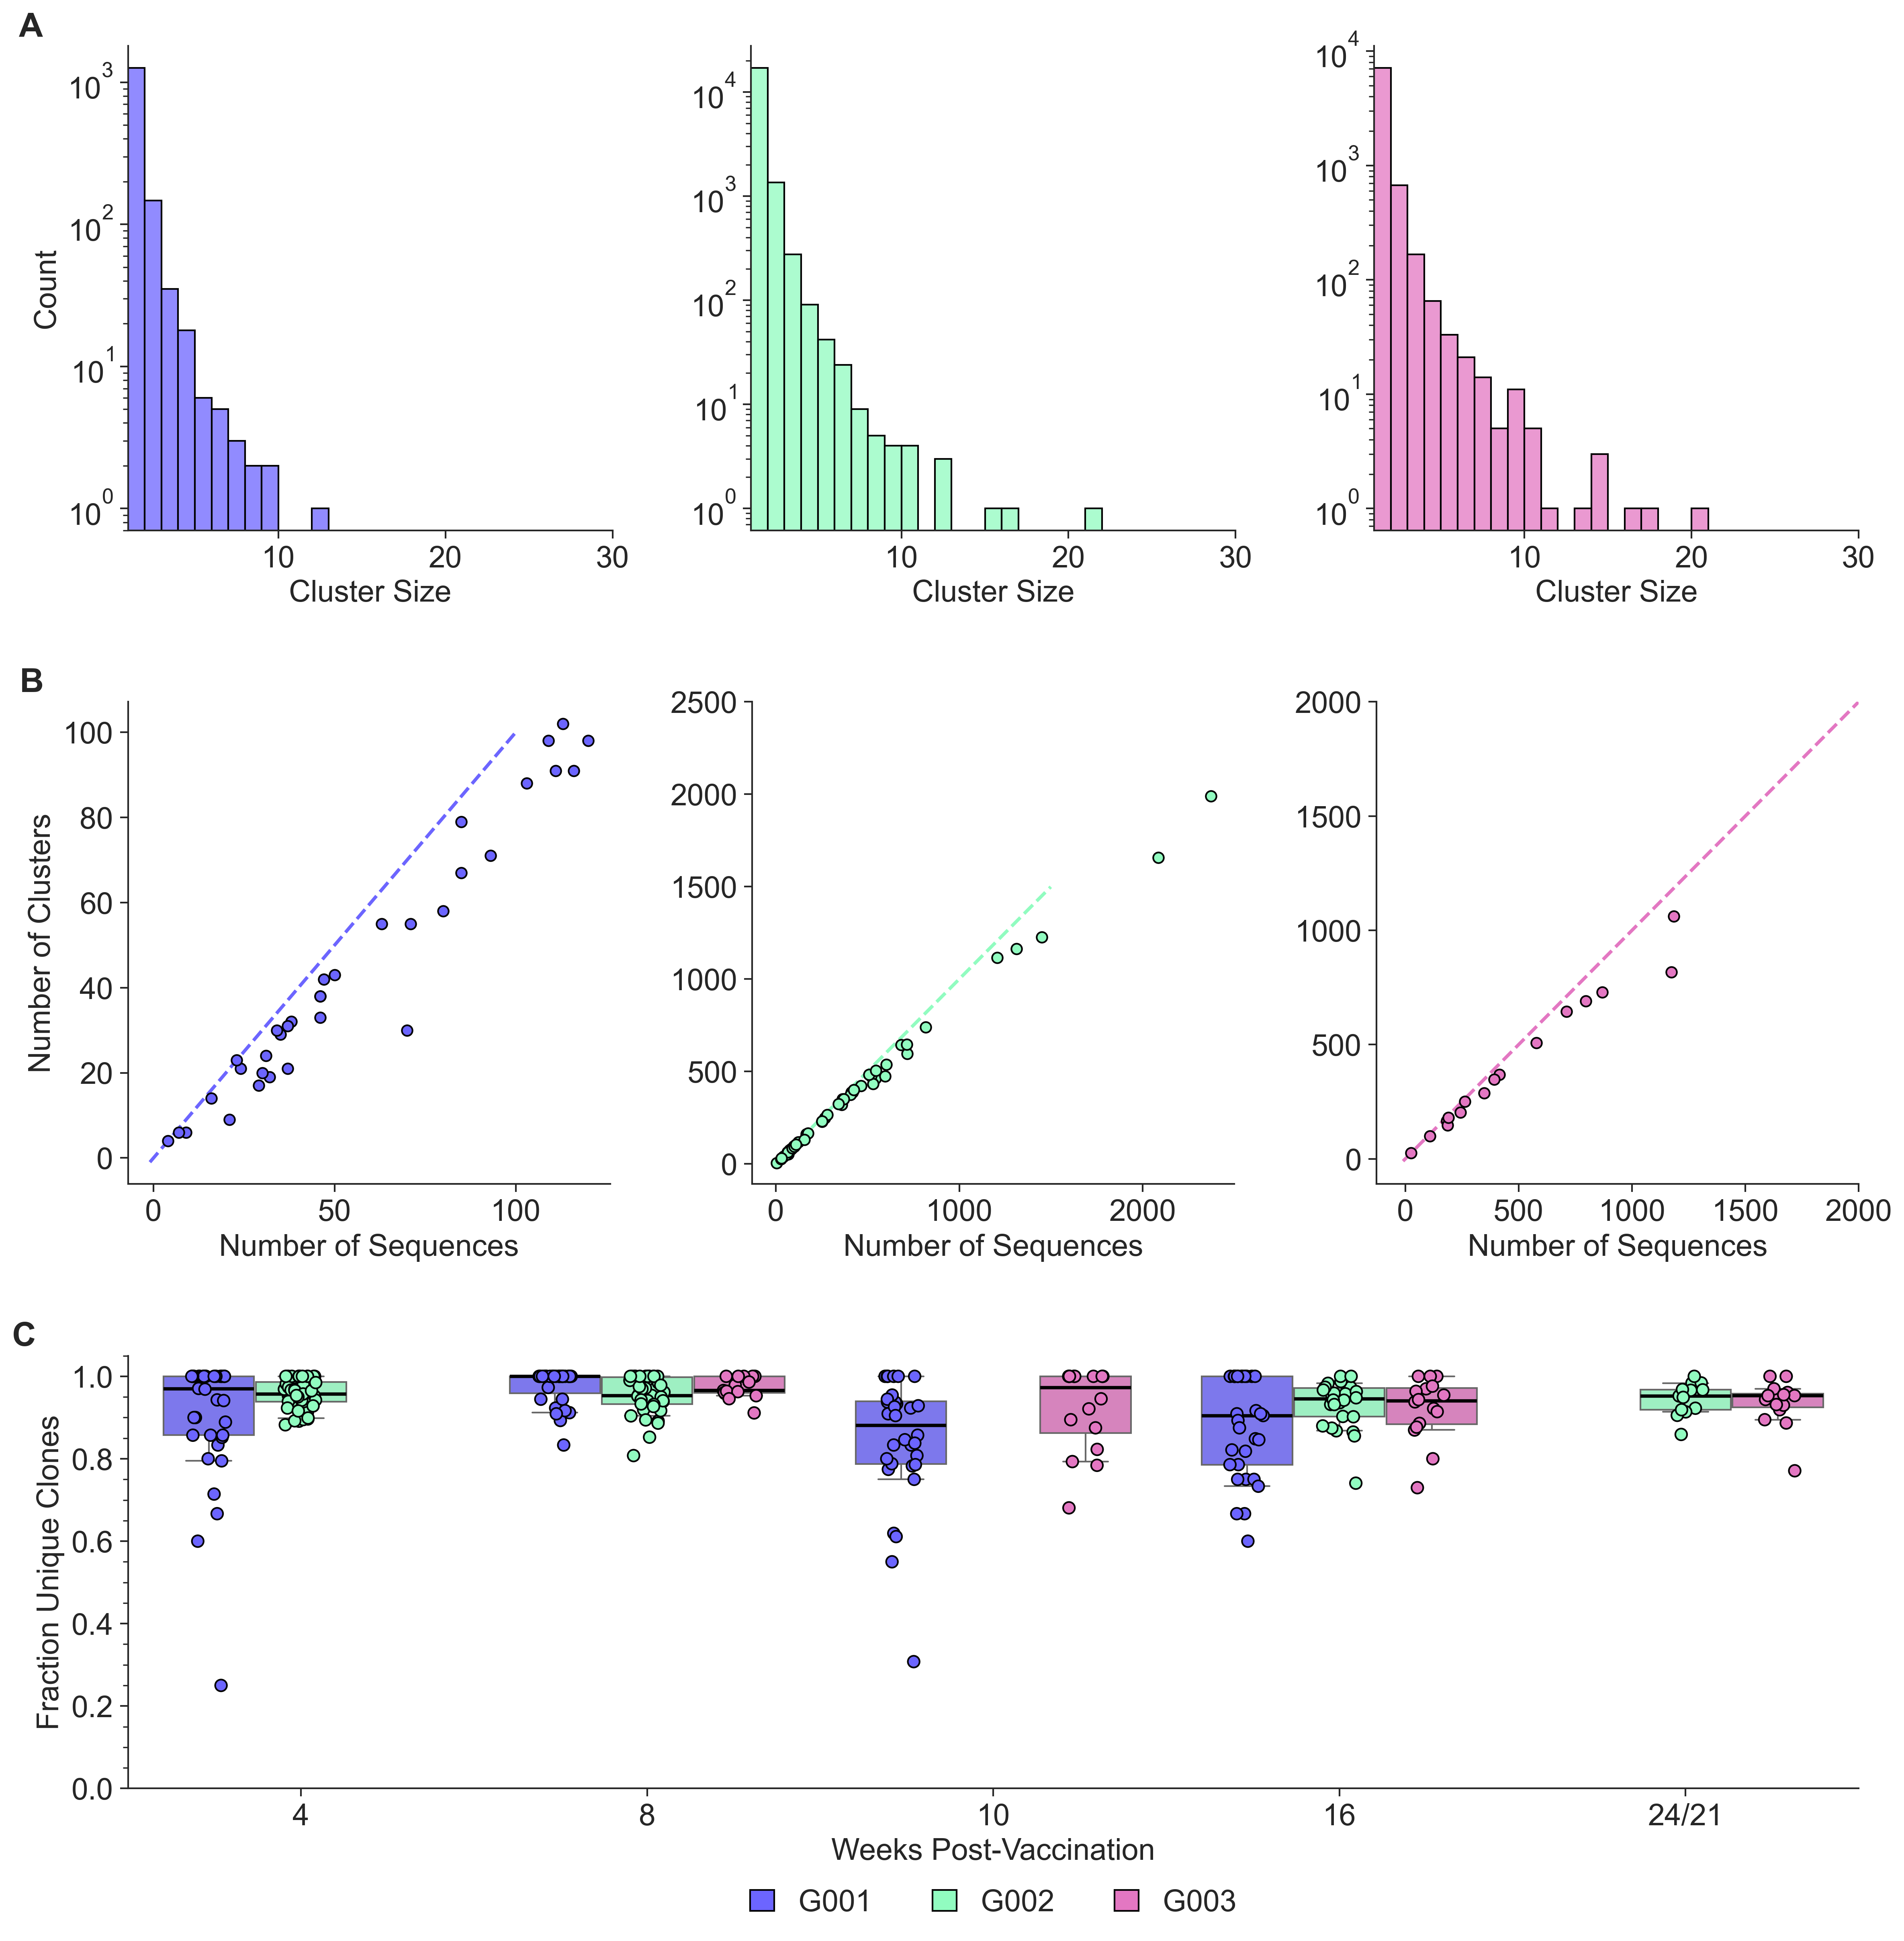 A
Count
10^3
10^2
10^1
10^0
10 20 30
Cluster Size
10^4
10^3
10^2
10^1
10^0
10 20 30
Cluster Size
10^4
10^3
10^2
10^1
10^0
10 20 30
Cluster Size
B
Number of Clusters
100
80
60
40
20
0
0 50 100
Number of Sequences
2500
2000
1500
1000
500
0
0 1000 2000
Number of Sequences
2000
1500
1000
500
0
0 500 1000 1500 2000
Number of Sequences
C
Fraction Unique Clones
1.0
0.8
0.6
0.4
0.2
0.0
4 8 10 16 24/21
Weeks Post-Vaccination
G001 G002 G003